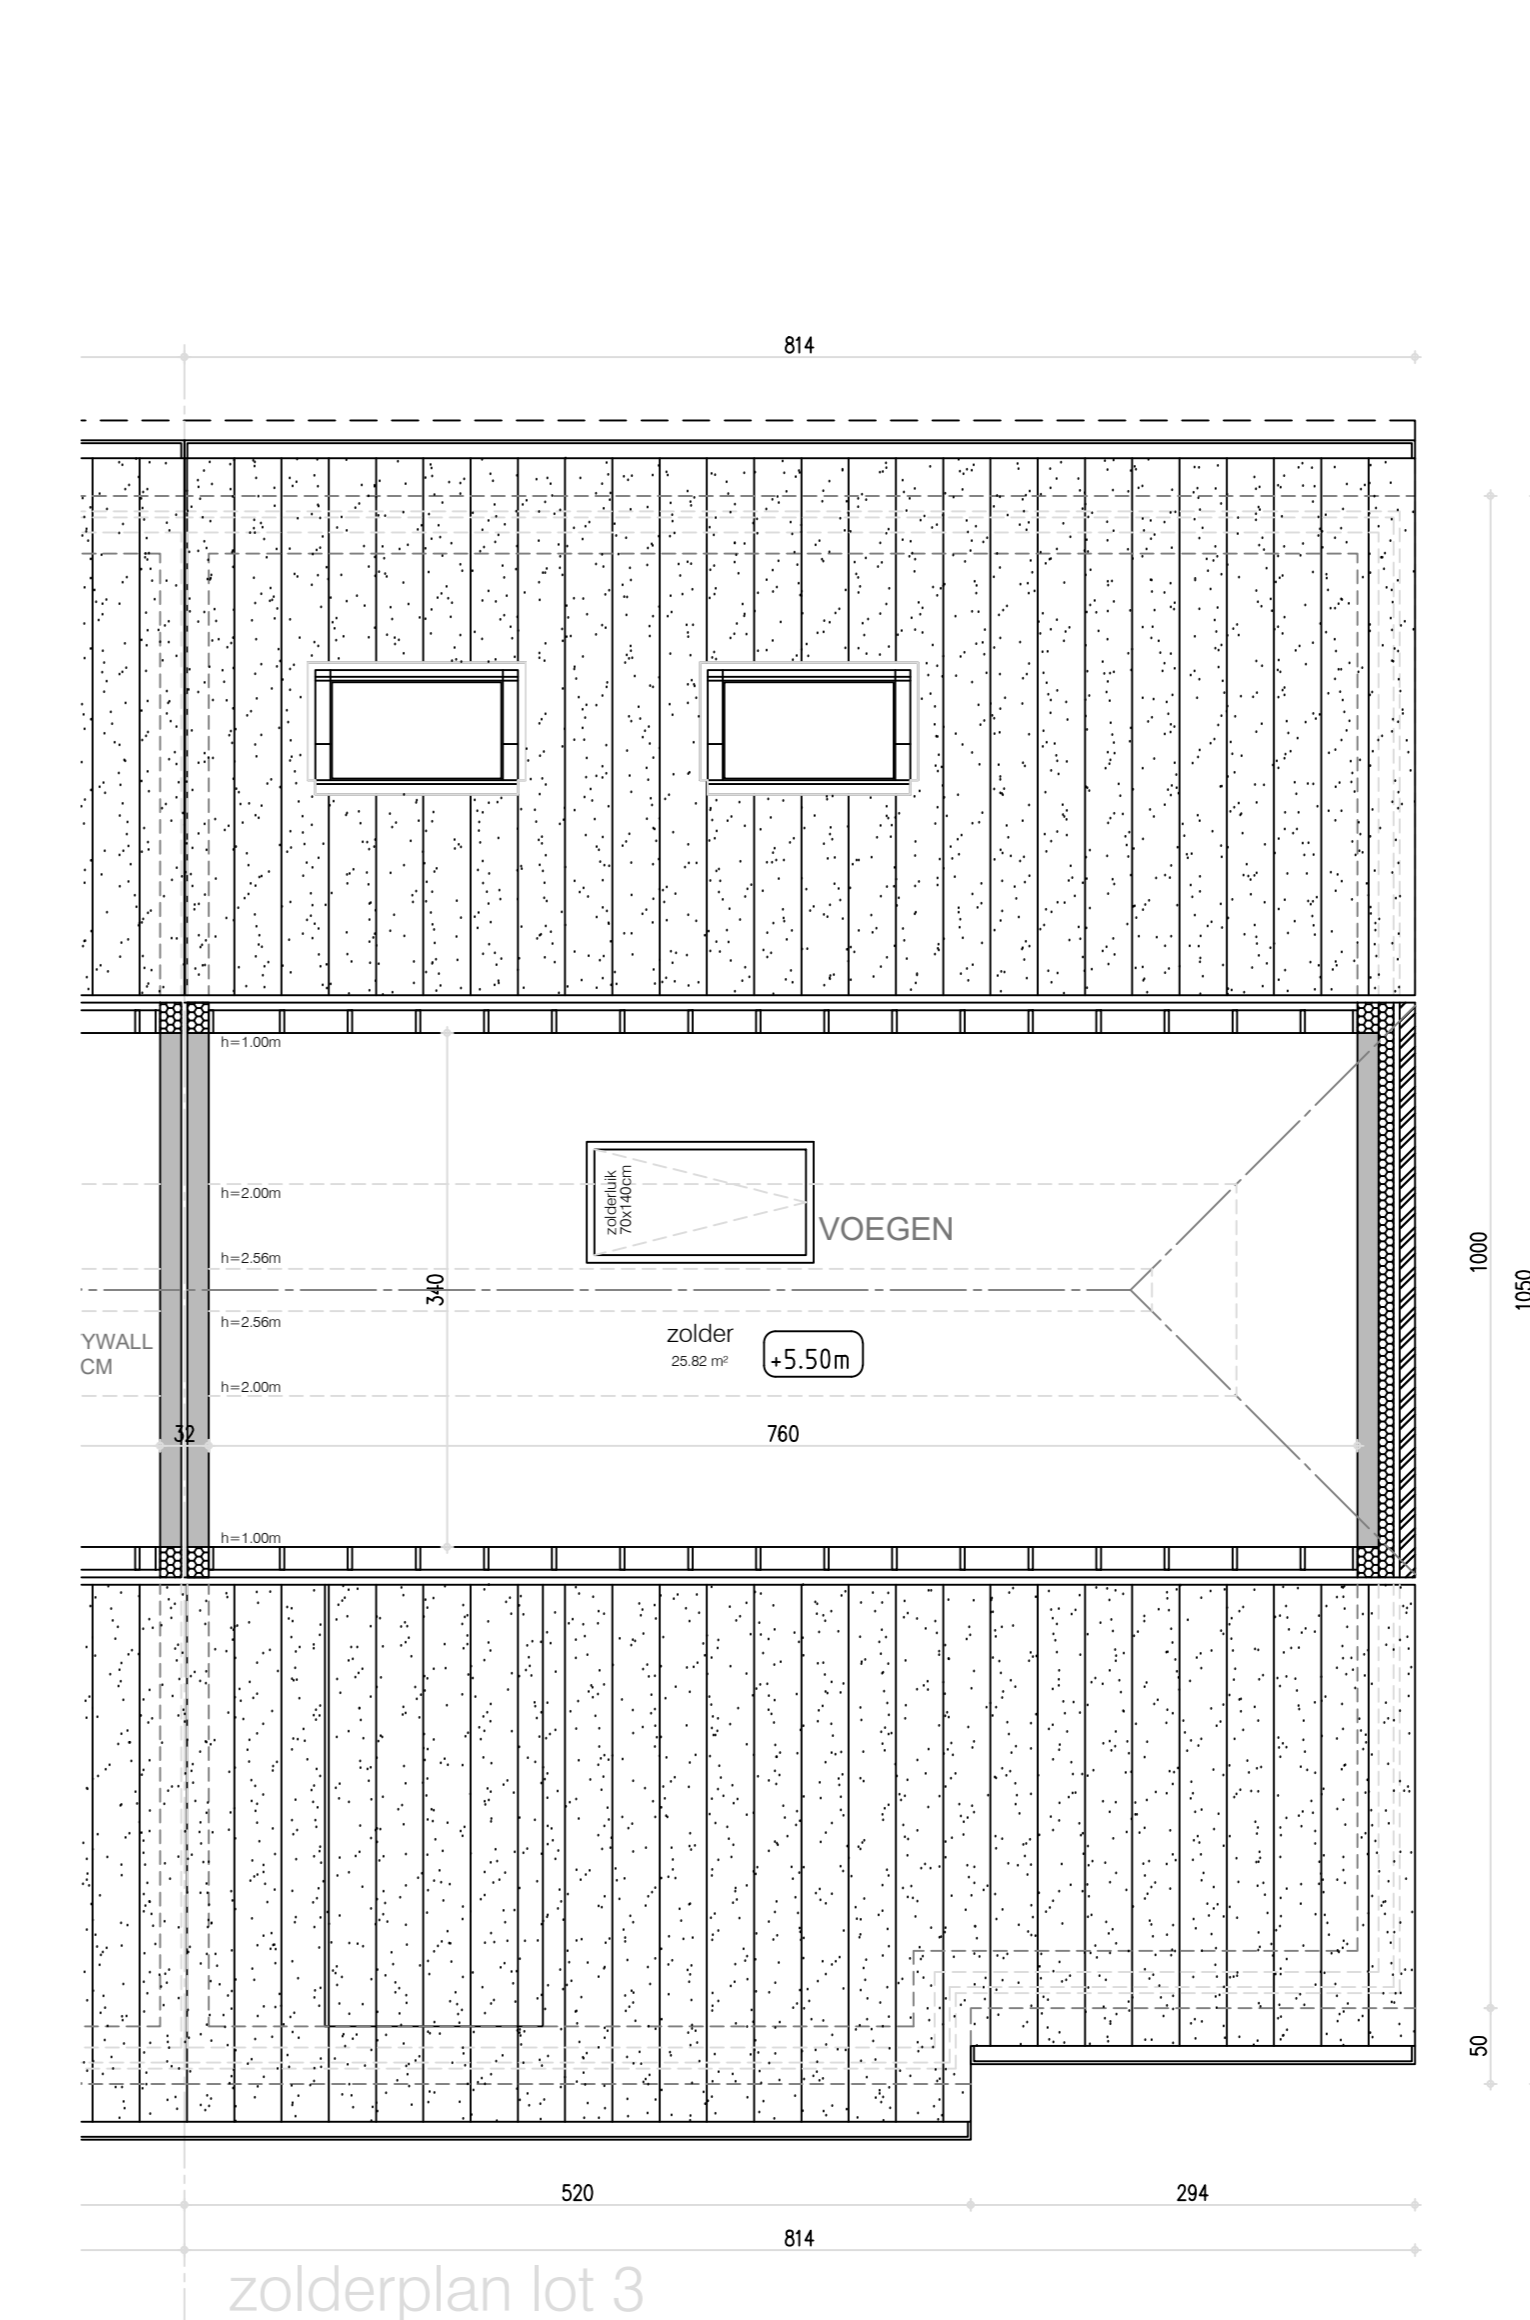 814
h=1.00m
zolderluik
70x140cm
h=2.00m
VOEGEN
h=2.56m
1000
1050
340
h=2.56m
zolder
25.82 m²
+5.50m
YWALL
CM
h=2.00m
32
760
h=1.00m
50
520
294
814
zolderplan lot 3